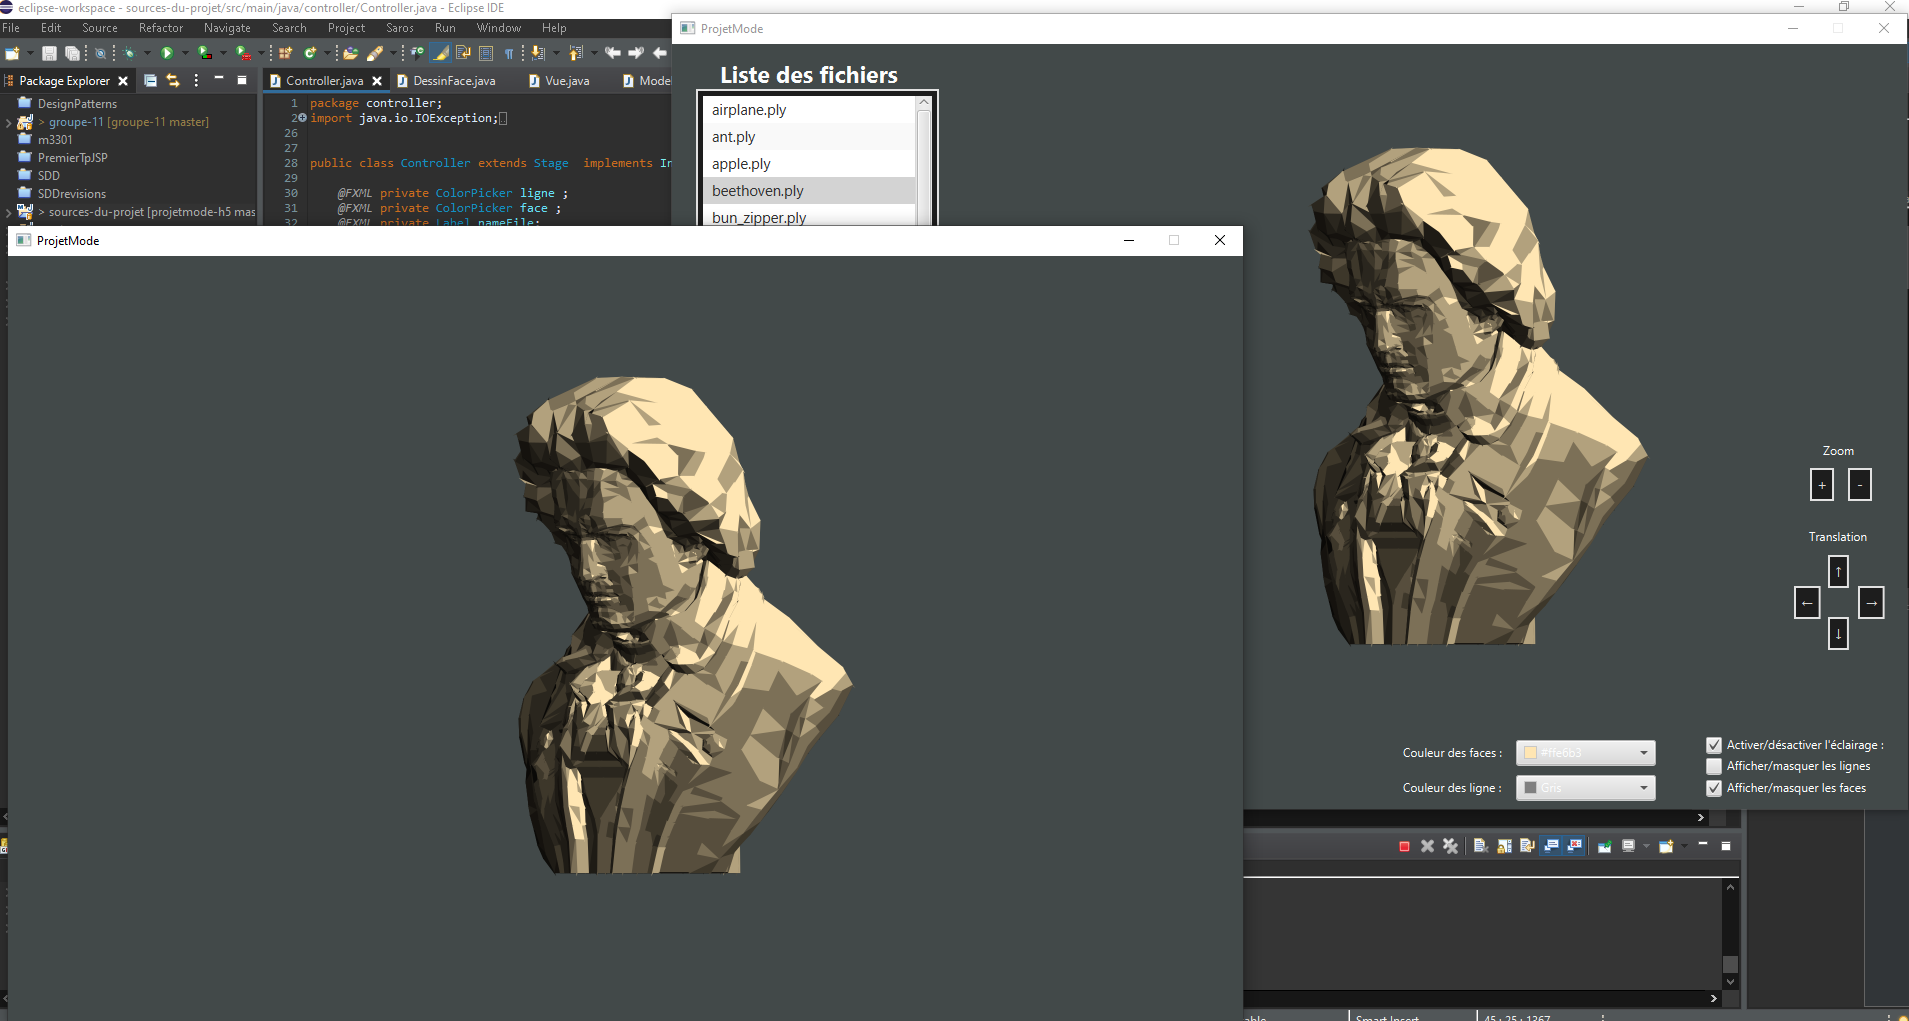 eclipse-workspace - sources-du-projet/src/main/java/controller/Controller.java - Eclipse IDE
File Edit Source Refactor Navigate Search Project Saros Run Window Help
Package Explorer
Controller.java DessinFace.java Vue.java Model
DesignPatterns
> groupe-11 [groupe-11 master]
m3301
PremierTpJSP
SDD
SDDrevisions
> sources-du-projet [projetmode-h5 mas
1 package controller;
2 import java.io.IOException;
26
27
28 public class Controller extends Stage implements In
30 @FXML private ColorPicker ligne ;
31 @FXML private ColorPicker face ;
32 @FXML private Label nameFile;
ProjetMode
Liste des fichiers
airplane.ply
ant.ply
apple.ply
beethoven.ply
bun_zipper.ply
ProjetMode
Zoom
+ -
Translation
↑
← →
↓
Couleur des faces : #ffe6b3
Couleur des ligne : Gris
Activer/désactiver l'éclairage :
Afficher/masquer les lignes
Afficher/masquer les faces
Smart Insert
45 : 25 : 1367